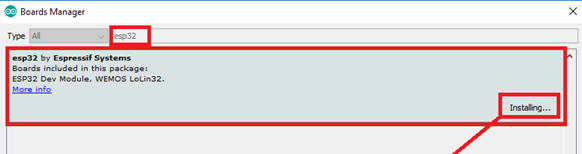 Boards Manager
Type All esp32
esp32 by Espressif Systems
Boards included in this package:
ESP32 Dev Module, WEMOS LoLin32.
More info
Installing...